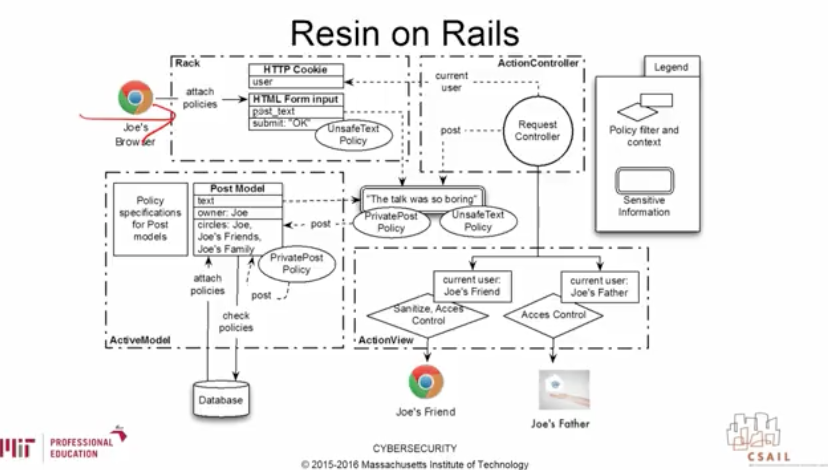 Resin on Rails
Rack
HTTP Cookie
user
HTML Form input
post_text
submit: "OK"
UnsafeText
Policy
attach
policies
Joe's
Browser
ActionController
current
user
post
Request
Controller
Legend
Policy filter and
context
Sensitive
Information
Policy
specifications
for Post
models
Post Model
text
owner: Joe
circles: Joe,
Joe's Friends,
Joe's Family
PrivatePost
Policy
post
attach
policies
post
check
policies
ActiveModel
"The talk was so boring"
PrivatePost
Policy
UnsafeText
Policy
current user:
Joe's Friend
current user:
Joe's Father
Sanitize, Acces
Control
Acces Control
ActionView
Database
Joe's Friend
Joe's Father
MIT
PROFESSIONAL
EDUCATION
CYBERSECURITY
© 2015-2016 Massachusetts Institute of Technology
CSAIL